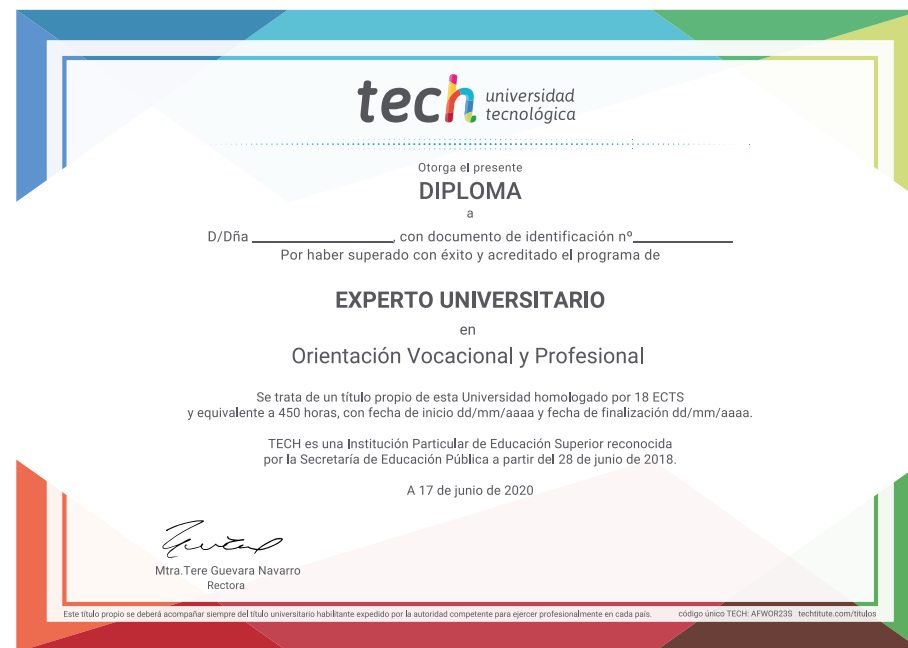 tech universidad
tecnológica
Otorga el presente
DIPLOMA
a
D/Dña ____________________, con documento de identificación nº______________
Por haber superado con éxito y acreditado el programa de
EXPERTO UNIVERSITARIO
en
Orientación Vocacional y Profesional
Se trata de un título propio de esta Universidad homologado por 18 ECTS
y equivalente a 450 horas, con fecha de inicio dd/mm/aaaa y fecha de finalización dd/mm/aaaa.
TECH es una Institución Particular de Educación Superior reconocida
por la Secretaría de Educación Pública a partir del 28 de junio de 2018.
A 17 de junio de 2020
Mtra.Tere Guevara Navarro
Rectora
Este título propio se deberá acompañar siempre del título universitario habilitante expedido por la autoridad competente para ejercer profesionalmente en cada país. código único TECH: AFWOR23S techtitute.com/titulos